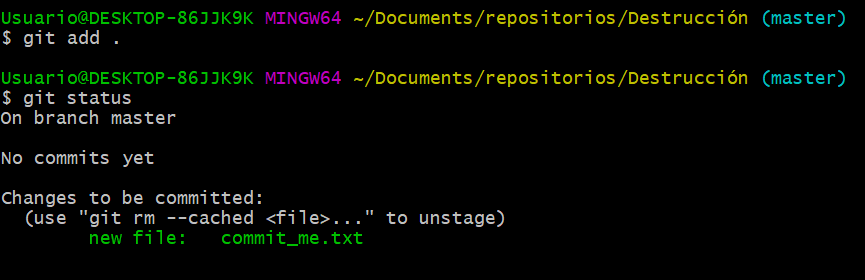 Usuario@DESKTOP-86JJK9K MINGW64 ~/Documents/repositorios/Destrucción (master)
$ git add .
Usuario@DESKTOP-86JJK9K MINGW64 ~/Documents/repositorios/Destrucción (master)
$ git status
On branch master
No commits yet
Changes to be committed:
  (use "git rm --cached <file>..." to unstage)
        new file:   commit_me.txt